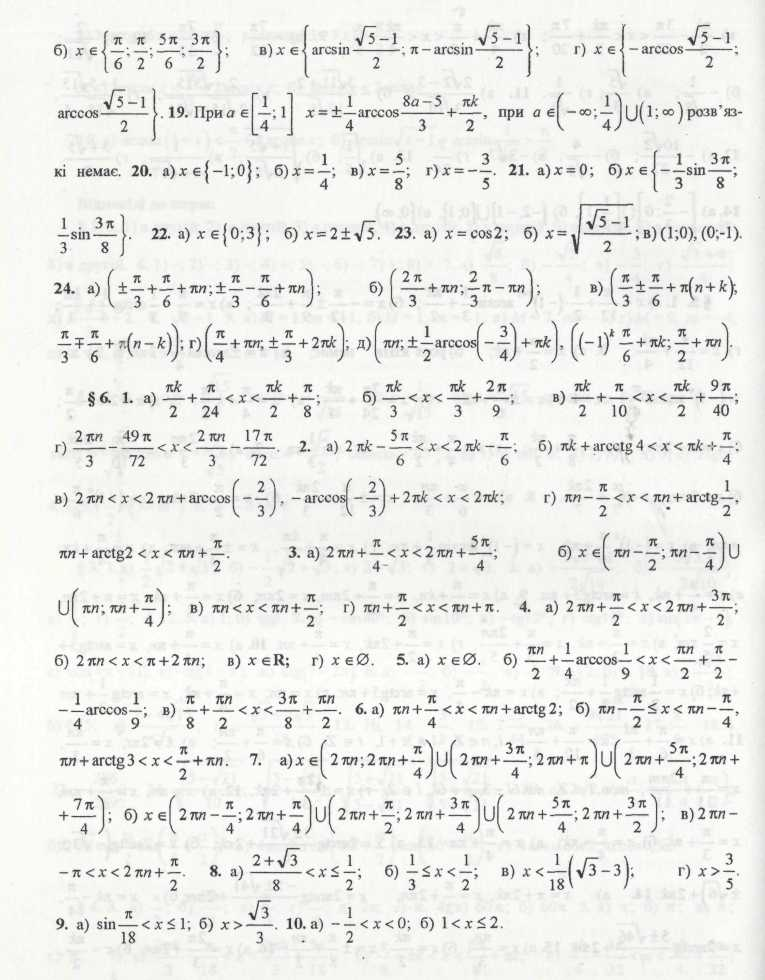 б) x ∈ {π/6; π/2; 5π/6; 3π/2}; в) x ∈ {arcsin (√5−1)/2; π − arcsin (√5−1)/2}; г) x ∈ {−arccos (√5−1)/2;
arccos (√5−1)/2}. 19. При a ∈ [1/4; 1] x = ± 1/4 arccos (8a−5)/3 + πk/2, при a ∈ (−∞; 1/4) ∪ (1; ∞) розв'яз-
кі немає. 20. а) x ∈ {−1;0}; б) x = 1/4; в) x = 5/8; г) x = −3/5. 21. а) x = 0; б) x ∈ {−1/3 sin 3π/8;
1/3 sin 3π/8}. 22. а) x ∈ {0;3}; б) x = 2 ± √5. 23. а) x = cos2; б) x = √((√5−1)/2); в) (1;0), (0;-1).
24. а) (± π/3 + π/6 + πn; ± π/3 − π/6 + πn); б) (2π/3 + πn; 2/3 π − πn); в) (π/3 ± π/6 + π(n + k);
π/3 ∓ π/6 + π(n − k)); г) (π/4 + πn; ± π/3 + 2πk); д) (πn; ± 1/2 arccos(−3/4) + πk), ((−1)^k π/6 + πk; π/2 + πn).
§ 6. 1. а) πk/2 + π/24 < x < πk/2 + π/8; б) πk/3 < x < πk/3 + 2π/9; в) πk/2 + π/10 < x < πk/2 + 9π/40;
г) 2πn/3 − 49π/72 < x < 2πn/3 − 17π/72. 2. а) 2πk − 5π/6 < x < 2πk − π/6; б) πk + arcctg 4 < x < πk + π/4;
в) 2πn < x < 2πn + arccos(−2/3), − arccos(−2/3) + 2πk < x < 2πk; г) πn − π/2 < x < πn + arctg 1/2,
πn + arctg2 < x < πn + π/2. 3. а) 2πn + π/4 < x < 2πn + 5π/4; б) x ∈ (πn − π/2; πn − π/4) ∪
∪ (πn; πn + π/4); в) πn < x < πn + π/2; г) πn + π/2 < x < πn + π. 4. а) 2πn + π/2 < x < 2πn + 3π/2;
б) 2πn < x < π + 2πn; в) x ∈ R; г) x ∈ ∅. 5. а) x ∈ ∅. б) πn/2 + 1/4 arccos 1/9 < x < πn/2 + π/2 −
− 1/4 arccos 1/9; в) π/8 + πn/2 < x < 3π/8 + πn/2. 6. а) πn + π/4 < x < πn + arctg 2; б) πn − π/2 ≤ x < πn − π/4,
πn + arctg 3 < x < π/2 + πn. 7. а) x ∈ (2πn; 2πn + π/4) ∪ (2πn + 3π/4; 2πn + π) ∪ (2πn + 5π/4; 2πn +
+ 7π/4); б) x ∈ (2πn − π/4; 2πn + π/4) ∪ (2πn + π/2; 2πn + 3π/4) ∪ (2πn + 5π/4; 2πn + 3π/2); в) 2πn −
− π < x < 2πn + π/2. 8. а) (2+√3)/8 < x ≤ 1/2; б) 1/3 ≤ x < 1/2; в) x < 1/18 (√3 − 3); г) x > 3/5.
9. а) sin π/18 < x ≤ 1; б) x > √3/3. 10. а) −1/2 < x < 0; б) 1 < x ≤ 2.